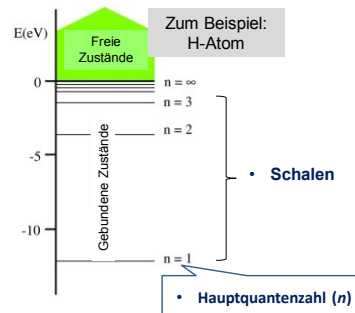 E(eV)
Freie
Zustände
Zum Beispiel:
H-Atom
0
n = ∞
n = 3
n = 2
-5
Gebundene Zustände
• Schalen
-10
n = 1
• Hauptquantenzahl (n)